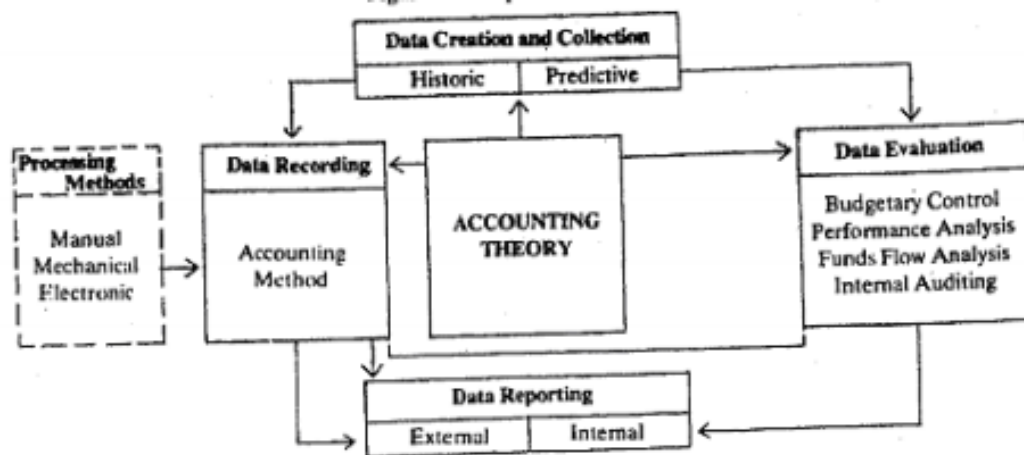 Data Creation and Collection
Historic
Predictive
Processing
Methods
Manual
Mechanical
Electronic
Data Recording
Accounting
Method
ACCOUNTING
THEORY
Data Evaluation
Budgetary Control
Performance Analysis
Funds Flow Analysis
Internal Auditing
Data Reporting
External
Internal